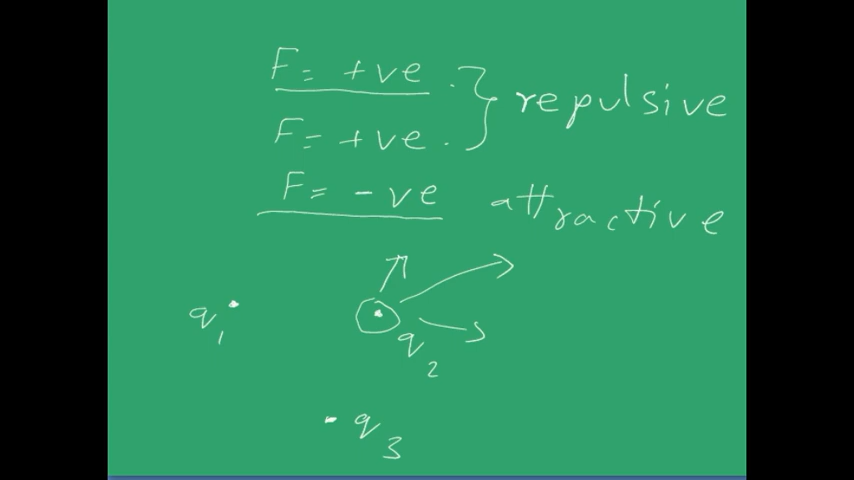 F = +ve
F = +ve
repulsive
F = -ve attractive
q1
q2
q3